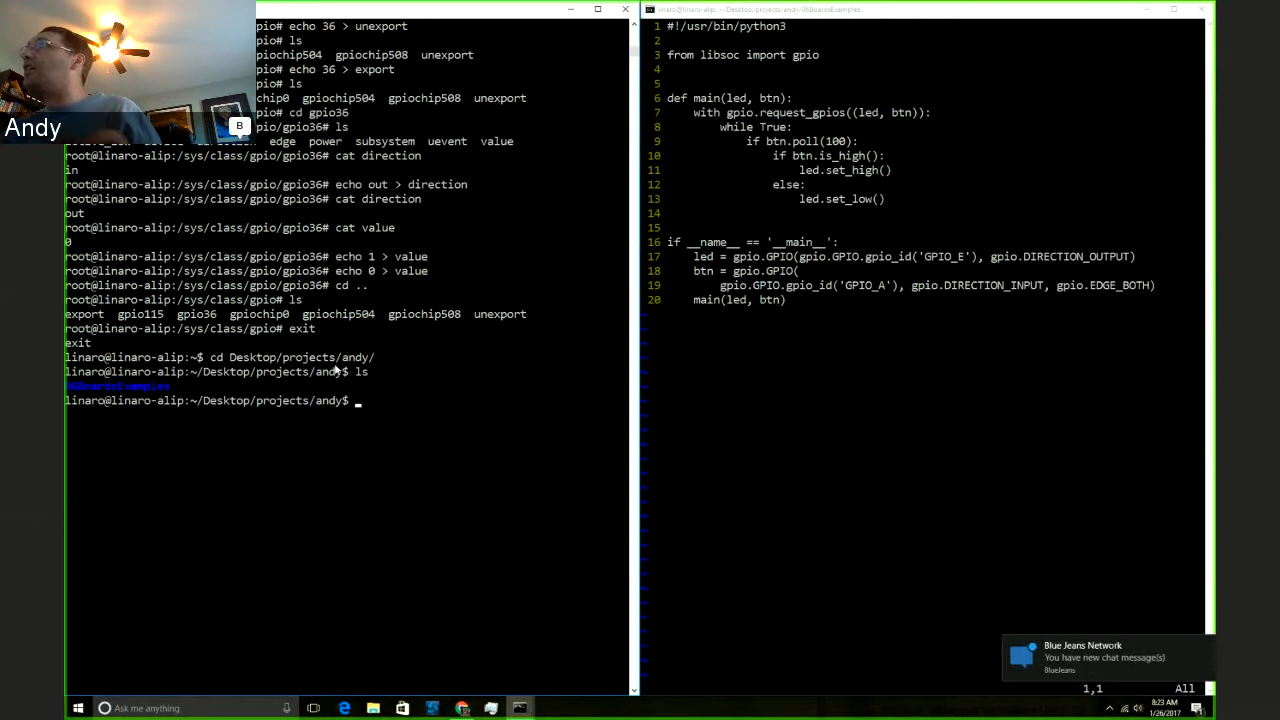 linaro@linaro-alip: ~/Desktop/projects/andy/96BoardsExamples
pio# echo 36 > unexport
pio# ls
piochip504 gpiochip508 unexport
pio# echo 36 > export
pio# ls
chip0 gpiochip504 gpiochip508 unexport
pio# cd gpio36
pio/gpio36# ls
edge power subsystem uevent value
root@linaro-alip:/sys/class/gpio/gpio36# cat direction
in
root@linaro-alip:/sys/class/gpio/gpio36# echo out > direction
root@linaro-alip:/sys/class/gpio/gpio36# cat direction
out
root@linaro-alip:/sys/class/gpio/gpio36# cat value
0
root@linaro-alip:/sys/class/gpio/gpio36# echo 1 > value
root@linaro-alip:/sys/class/gpio/gpio36# echo 0 > value
root@linaro-alip:/sys/class/gpio/gpio36# cd ..
root@linaro-alip:/sys/class/gpio# ls
export gpio115 gpio36 gpiochip0 gpiochip504 gpiochip508 unexport
root@linaro-alip:/sys/class/gpio# exit
exit
linaro@linaro-alip:~$ cd Desktop/projects/andy/
linaro@linaro-alip:~/Desktop/projects/andy$ ls
96BoardsExamples
linaro@linaro-alip:~/Desktop/projects/andy$
Andy
B
1 #!/usr/bin/python3
2
3 from libsoc import gpio
4
5
6 def main(led, btn):
7 with gpio.request_gpios((led, btn)):
8 while True:
9 if btn.poll(100):
10 if btn.is_high():
11 led.set_high()
12 else:
13 led.set_low()
14
15
16 if __name__ == '__main__':
17 led = gpio.GPIO(gpio.GPIO.gpio_id('GPIO_E'), gpio.DIRECTION_OUTPUT)
18 btn = gpio.GPIO(
19 gpio.GPIO.gpio_id('GPIO_A'), gpio.DIRECTION_INPUT, gpio.EDGE_BOTH)
20 main(led, btn)
Blue Jeans Network
You have new chat message(s)
BlueJeans
1,1 All
Ask me anything
8:23 AM
1/26/2017